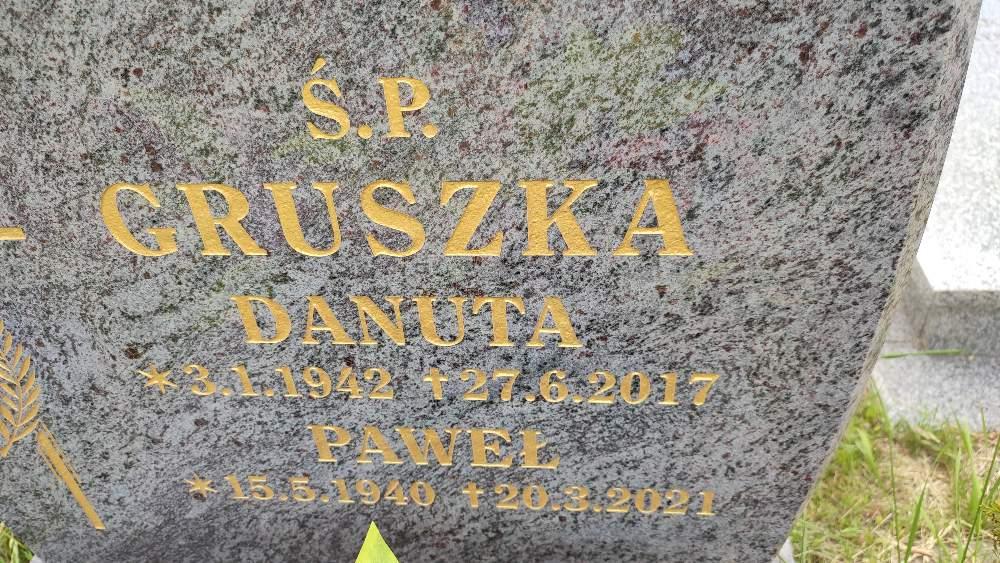 Ś.P.
GRUSZKA
DANUTA
*3.1.1942 †27.6.2017
PAWEŁ
*15.5.1940 †20.3.2021